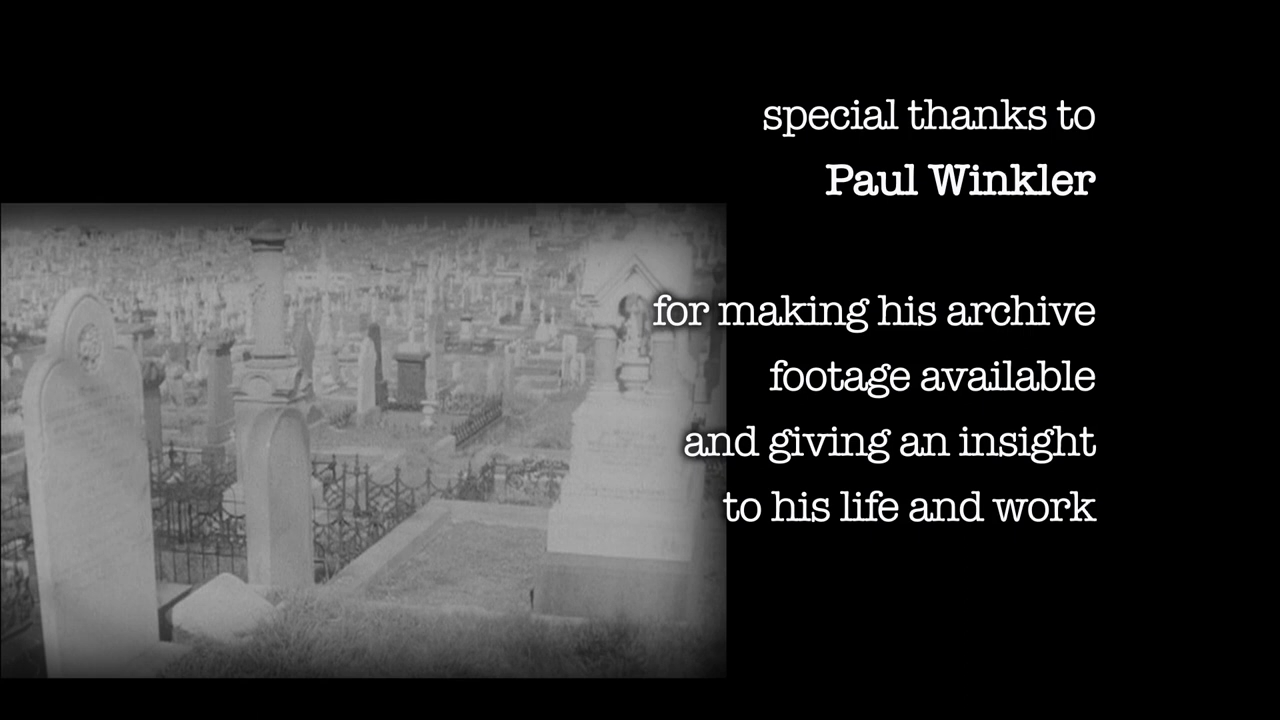 special thanks to
Paul Winkler
for making his archive
footage available
and giving an insight
to his life and work